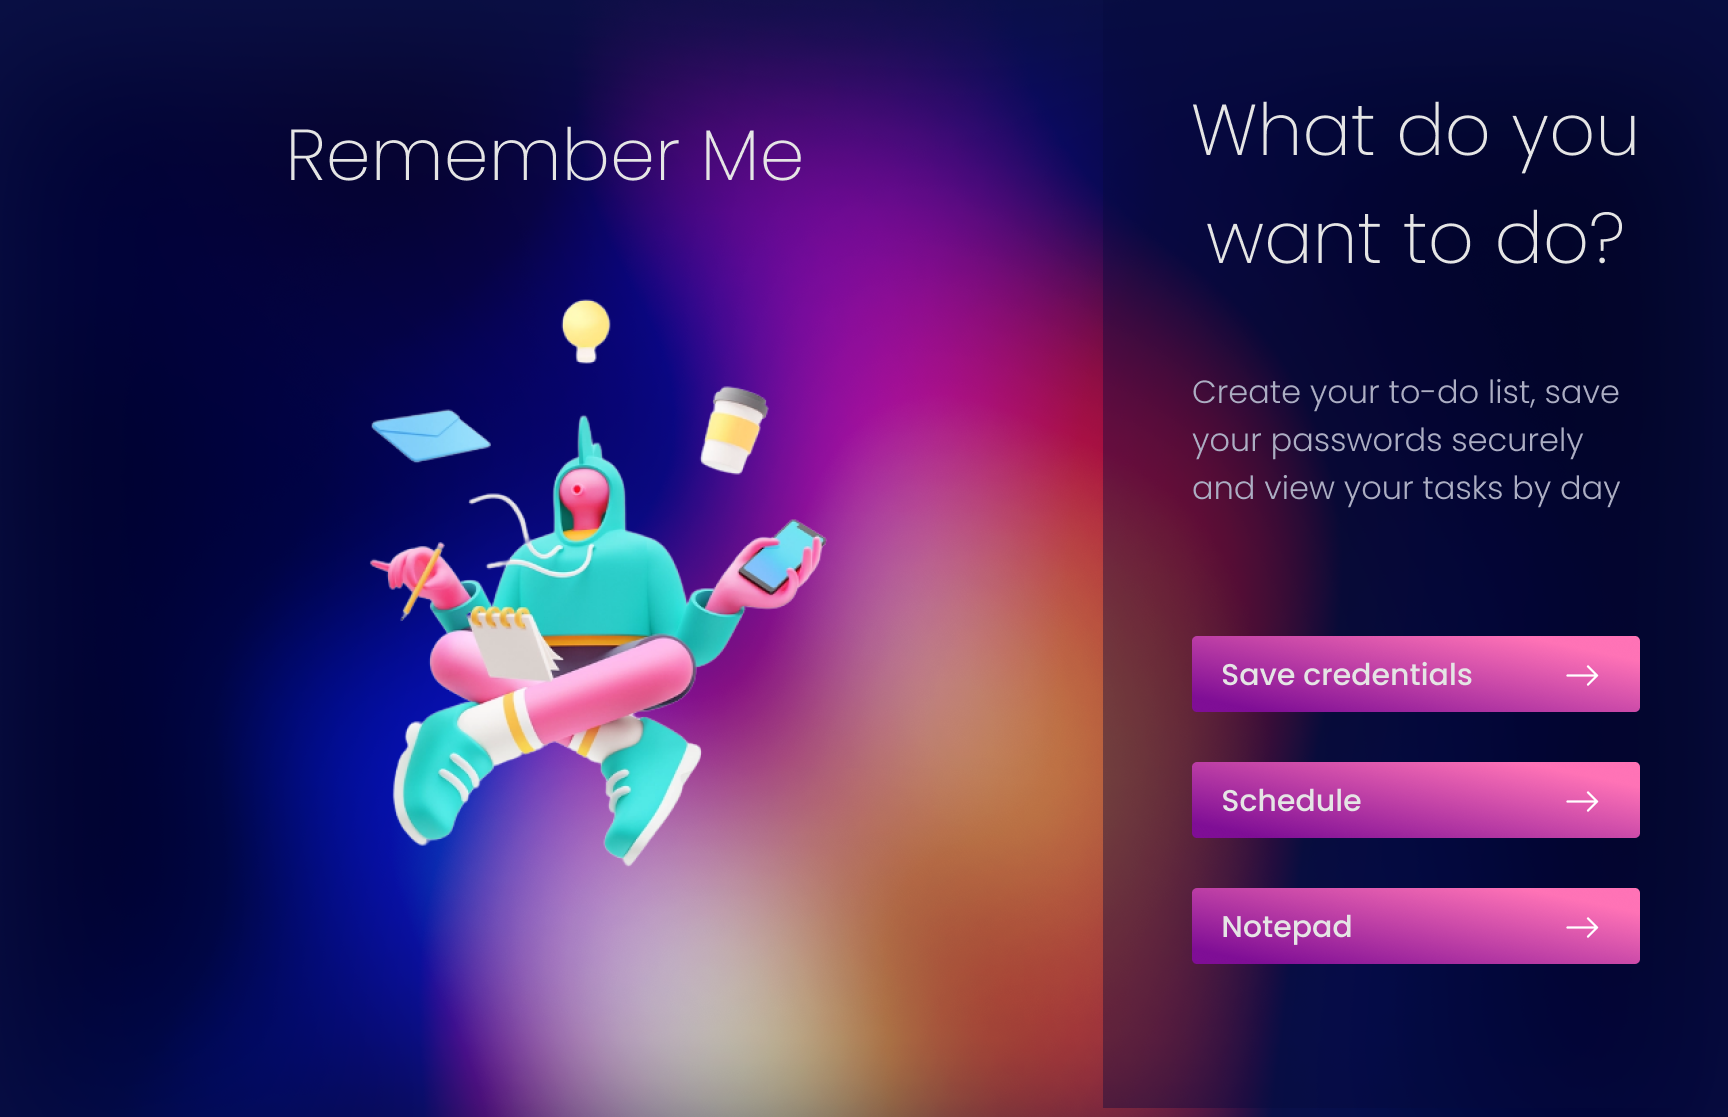 Remember Me
What do you
want to do?
Create your to-do list, save
your passwords securely
and view your tasks by day
Save credentials
Schedule
Notepad